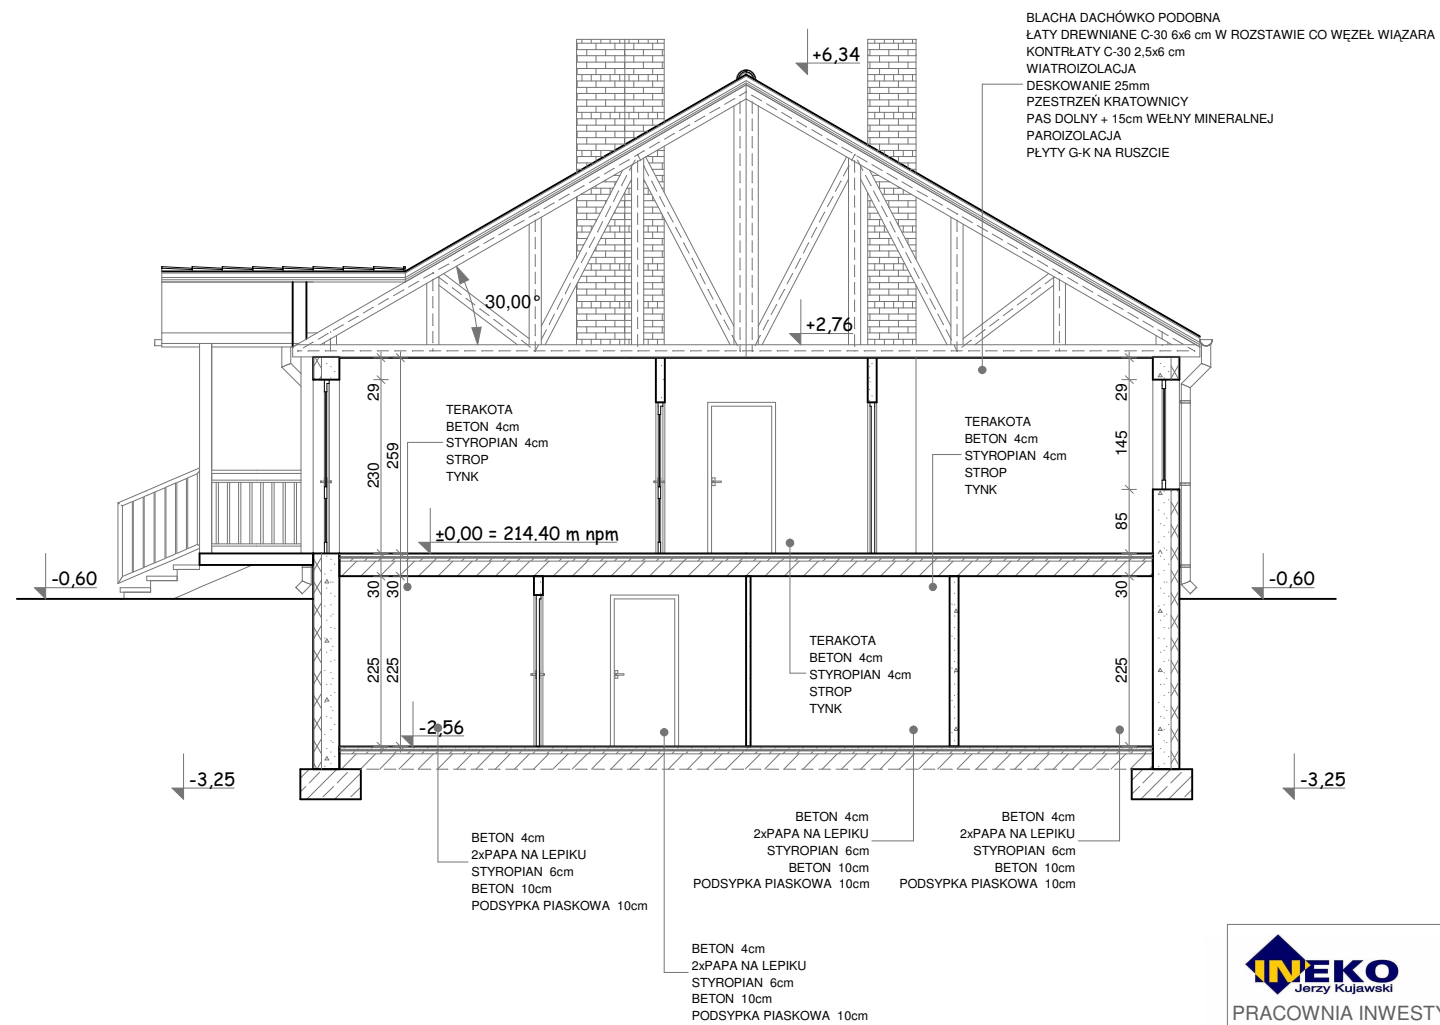 BLACHA DACHÓWKO PODOBNA
ŁATY DREWNIANE C-30 6x6 cm W ROZSTAWIE CO WĘZEŁ WIĄZARA
KONTRŁATY C-30 2,5x6 cm
WIATROIZOLACJA
DESKOWANIE 25mm
PZESTRZEŃ KRATOWNICY
PAS DOLNY + 15cm WEŁNY MINERALNEJ
PAROIZOLACJA
PŁYTY G-K NA RUSZCIE
+6,34
30,00°
+2,76
29
230
259
29
145
85
TERAKOTA
BETON 4cm
STYROPIAN 4cm
STROP
TYNK
TERAKOTA
BETON 4cm
STYROPIAN 4cm
STROP
TYNK
±0,00 = 214.40 m npm
-0,60
-0,60
30
30
30
225
225
225
TERAKOTA
BETON 4cm
STYROPIAN 4cm
STROP
TYNK
-2,56
-3,25
-3,25
BETON 4cm
2xPAPA NA LEPIKU
STYROPIAN 6cm
BETON 10cm
PODSYPKA PIASKOWA 10cm
BETON 4cm
2xPAPA NA LEPIKU
STYROPIAN 6cm
BETON 10cm
PODSYPKA PIASKOWA 10cm
BETON 4cm
2xPAPA NA LEPIKU
STYROPIAN 6cm
BETON 10cm
PODSYPKA PIASKOWA 10cm
BETON 4cm
2xPAPA NA LEPIKU
STYROPIAN 6cm
BETON 10cm
PODSYPKA PIASKOWA 10cm
INEKO
Jerzy Kujawski
PRACOWNIA INWESTY